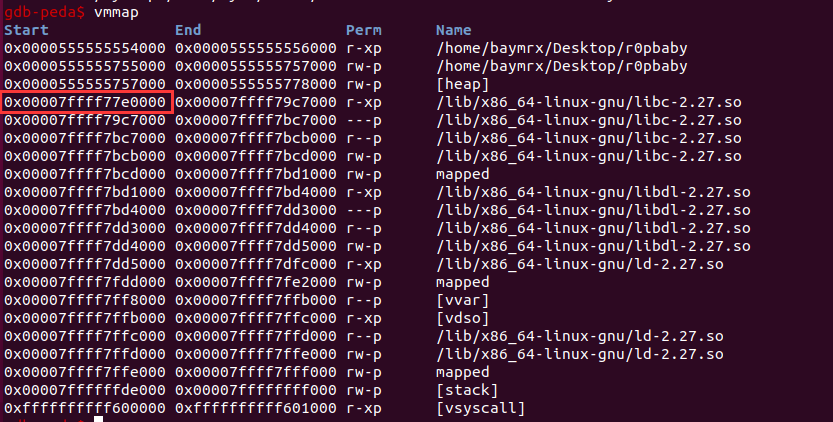 gdb-peda$ vmmap
Start End Perm Name
0x0000555555554000 0x0000555555556000 r-xp /home/baymrx/Desktop/r0pbaby
0x0000555555755000 0x0000555555757000 rw-p /home/baymrx/Desktop/r0pbaby
0x0000555555757000 0x0000555555778000 rw-p [heap]
0x00007ffff77e0000 0x00007ffff79c7000 r-xp /lib/x86_64-linux-gnu/libc-2.27.so
0x00007ffff79c7000 0x00007ffff7bc7000 ---p /lib/x86_64-linux-gnu/libc-2.27.so
0x00007ffff7bc7000 0x00007ffff7bcb000 r--p /lib/x86_64-linux-gnu/libc-2.27.so
0x00007ffff7bcb000 0x00007ffff7bcd000 rw-p /lib/x86_64-linux-gnu/libc-2.27.so
0x00007ffff7bcd000 0x00007ffff7bd1000 rw-p mapped
0x00007ffff7bd1000 0x00007ffff7bd4000 r-xp /lib/x86_64-linux-gnu/libdl-2.27.so
0x00007ffff7bd4000 0x00007ffff7dd3000 ---p /lib/x86_64-linux-gnu/libdl-2.27.so
0x00007ffff7dd3000 0x00007ffff7dd4000 r--p /lib/x86_64-linux-gnu/libdl-2.27.so
0x00007ffff7dd4000 0x00007ffff7dd5000 rw-p /lib/x86_64-linux-gnu/libdl-2.27.so
0x00007ffff7dd5000 0x00007ffff7dfc000 r-xp /lib/x86_64-linux-gnu/ld-2.27.so
0x00007ffff7fdd000 0x00007ffff7fe2000 rw-p mapped
0x00007ffff7ff8000 0x00007ffff7ffb000 r--p [vvar]
0x00007ffff7ffb000 0x00007ffff7ffc000 r-xp [vdso]
0x00007ffff7ffc000 0x00007ffff7ffd000 r--p /lib/x86_64-linux-gnu/ld-2.27.so
0x00007ffff7ffd000 0x00007ffff7ffe000 rw-p /lib/x86_64-linux-gnu/ld-2.27.so
0x00007ffff7ffe000 0x00007ffff7fff000 rw-p mapped
0x00007ffffffde000 0x00007ffffffff000 rw-p [stack]
0xffffffffff600000 0xffffffffff601000 r-xp [vsyscall]